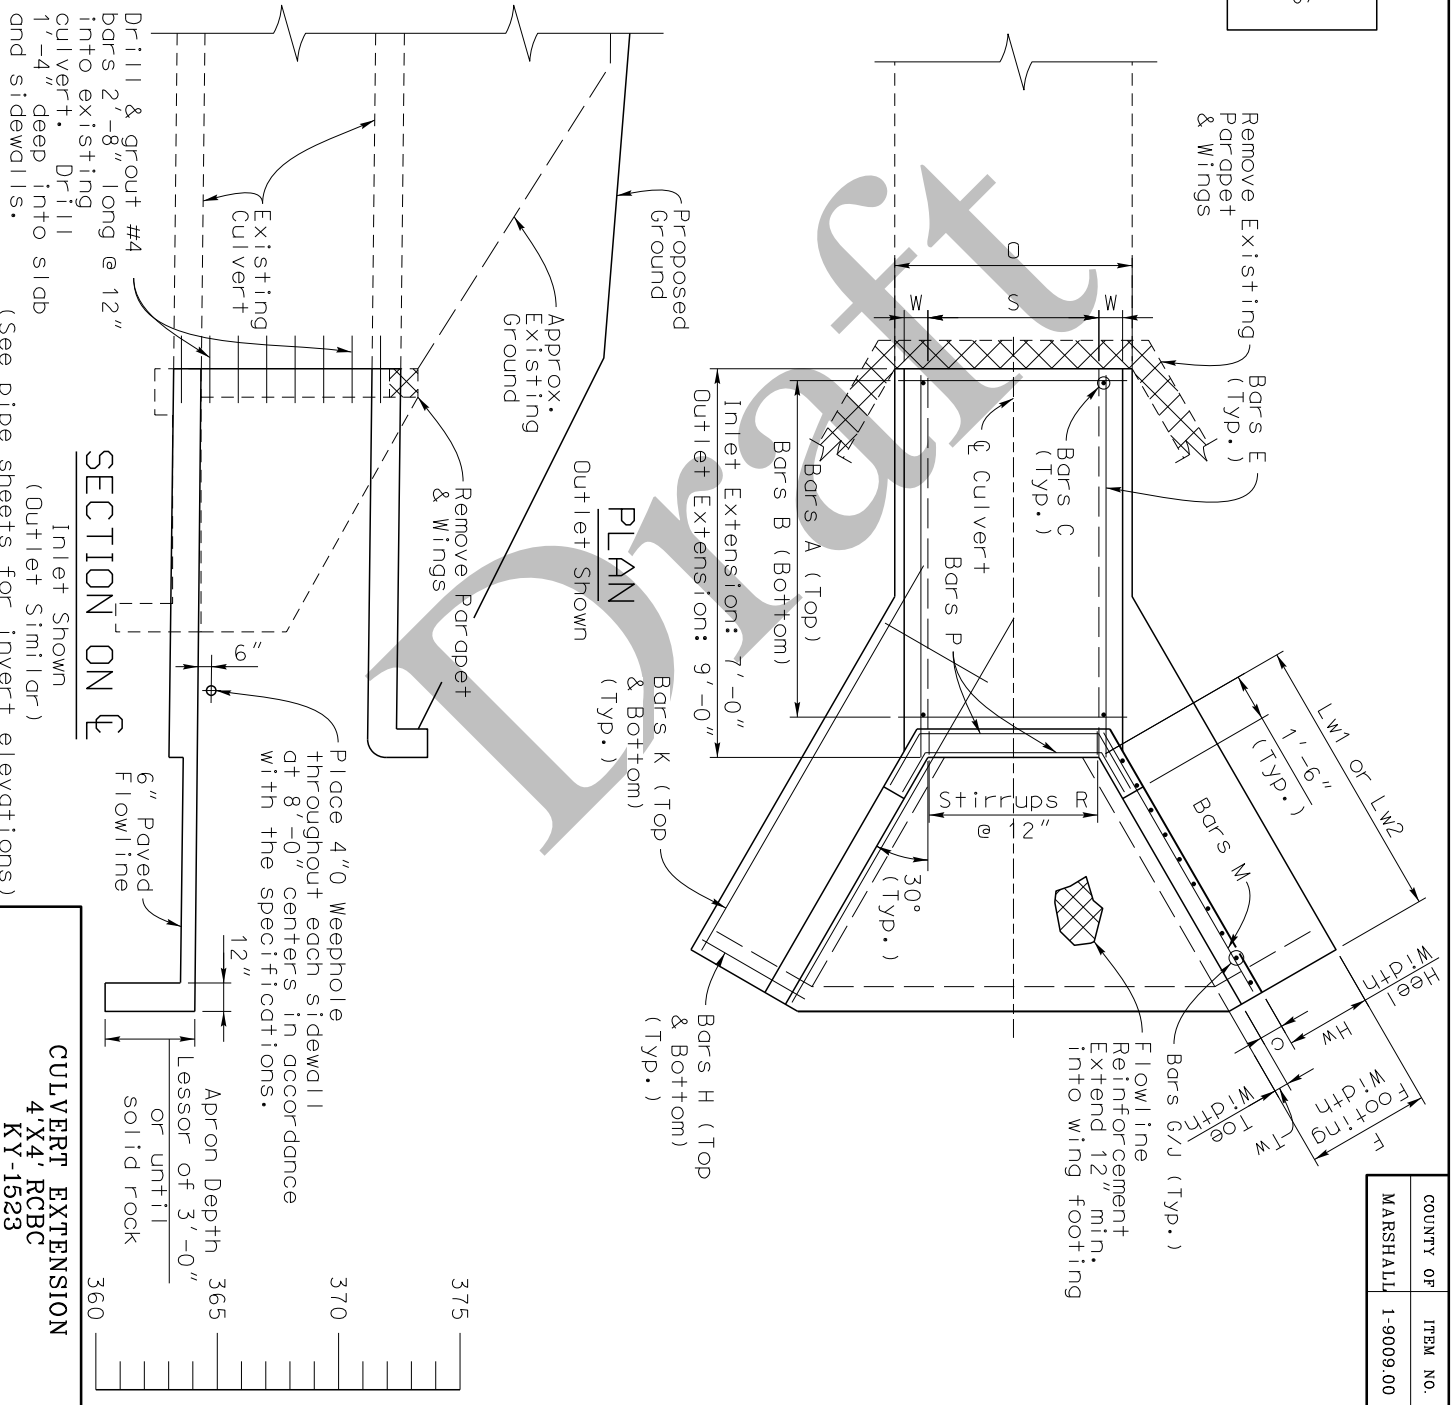 COUNTY OF
ITEM NO.
MARSHALL
1-9009.00
Remove Existing
Parapet
& Wings
Bars E
(Typ.)
O
W
S
W
Bars C
(Typ.)
℄ Culvert
Bars A (Top)
Bars B (Bottom)
Inlet Extension: 7'-0"
Outlet Extension: 9'-0"
Bars P
Lw1 or Lw2
1'-6"
(Typ.)
Bars M
Stirrups R
@ 12"
30°
(Typ.)
Bars K (Top
& Bottom)
(Typ.)
Bars H (Top
& Bottom)
(Typ.)
Heel
Width
Hw
C
Toe
Width
Tw
Footing
Width
F
Bars G/J (Typ.)
Flowline
Reinforcement
Extend 12" min.
into wing footing
PLAN
Outlet Shown
Draft
Proposed
Ground
Approx.
Existing
Ground
Remove Parapet
& Wings
Existing
Culvert
Drill & grout #4
bars 2'-8" long @ 12"
into existing
culvert. Drill
1'-4" deep into slab
and sidewalls.
6"
Place 4"O Weephole
throughout each sidewall
at 8'-0" centers in accordance
with the specifications.
6" Paved
Flowline
12"
Apron Depth
Lessor of 3'-0"
or until
solid rock
SECTION ON ℄
Inlet Shown
(Outlet Similar)
(See pipe sheets for invert elevations)
375
370
365
360
CULVERT EXTENSION
4'X4' RCBC
KY-1523